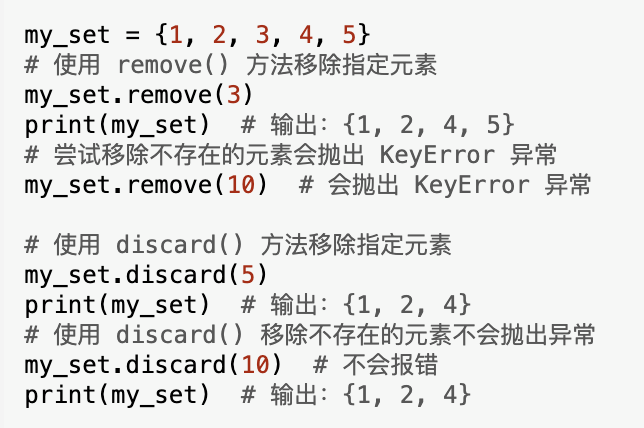 my_set = {1, 2, 3, 4, 5}
# 使用 remove() 方法移除指定元素
my_set.remove(3)
print(my_set)  # 输出：{1, 2, 4, 5}
# 尝试移除不存在的元素会抛出 KeyError 异常
my_set.remove(10)  # 会抛出 KeyError 异常
# 使用 discard() 方法移除指定元素
my_set.discard(5)
print(my_set)  # 输出：{1, 2, 4}
# 使用 discard() 移除不存在的元素不会抛出异常
my_set.discard(10)  # 不会报错
print(my_set)  # 输出：{1, 2, 4}